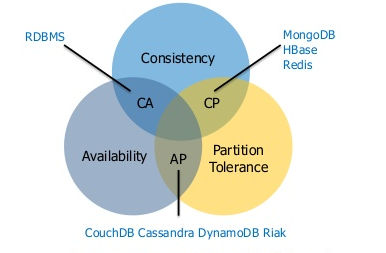 RDBMS
MongoDB
HBase
Redis
Consistency
CA
CP
Availability
AP
Partition
Tolerance
CouchDB Cassandra DynamoDB Riak